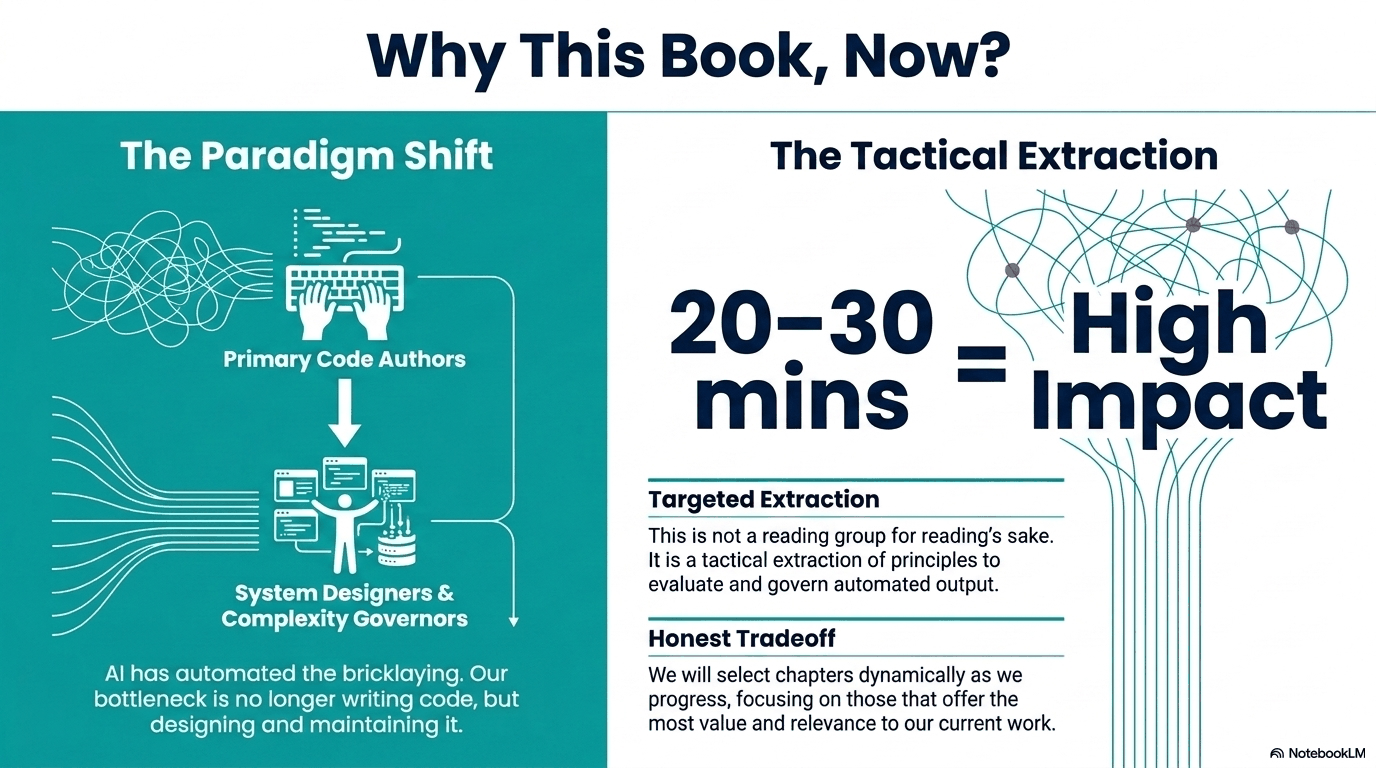 Why This Book, Now?
The Paradigm Shift
Primary Code Authors
System Designers &
Complexity Governors
AI has automated the bricklaying. Our
bottleneck is no longer writing code, but
designing and maintaining it.
The Tactical Extraction
20–30
mins
=
High
Impact
Targeted Extraction
This is not a reading group for reading's sake.
It is a tactical extraction of principles to
evaluate and govern automated output.
Honest Tradeoff
We will select chapters dynamically as we
progress, focusing on those that offer the
most value and relevance to our current work.
NotebookLM